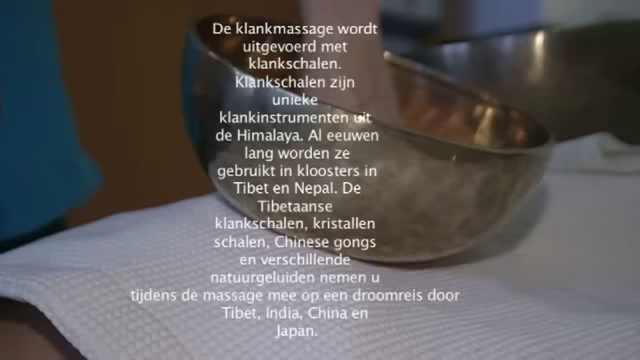 De klankmassage wordt
uitgevoerd met
klankschalen.
Klankschalen zijn
unieke
klankinstrumenten uit
de Himalaya. Al eeuwen
lang worden ze
gebruikt in kloosters in
Tibet en Nepal. De
Tibetaanse
klankschalen, kristallen
schalen, Chinese gongs
en verschillende
natuurgeluiden nemen u
tijdens de massage mee op een droomreis door
Tibet, India, China en
Japan.